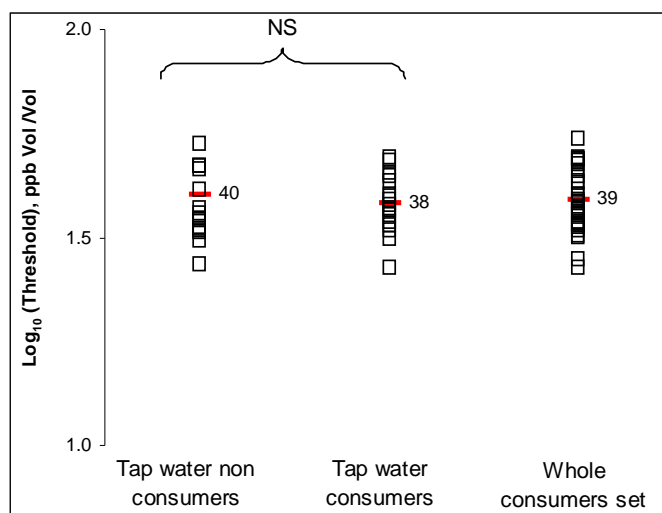 NS
2.0
1.5
1.0
Log10 (Threshold), ppb Vol /Vol
40
38
39
Tap water non
consumers
Tap water
consumers
Whole
consumers set